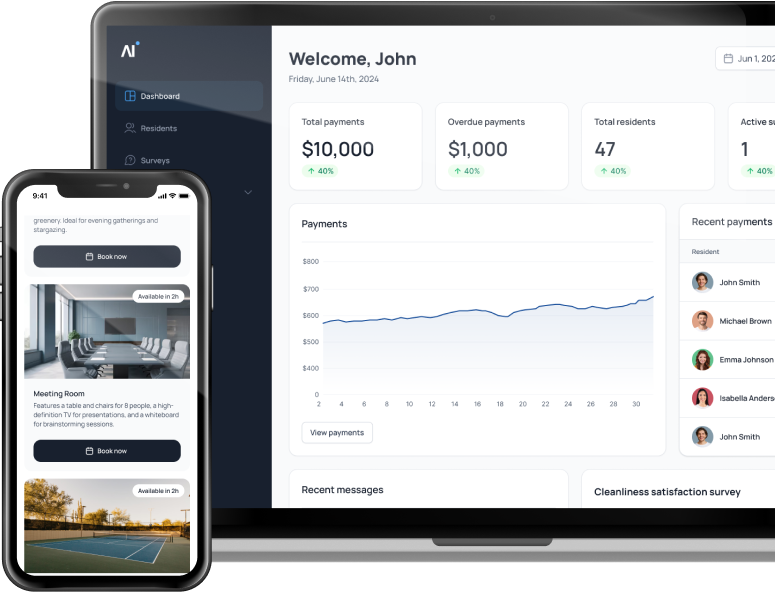 AI
Welcome, John
Friday, June 14th, 2024
Jun 1, 202
Dashboard
Residents
Surveys
Total payments
$10,000
40%
Overdue payments
$1,000
40%
Total residents
47
40%
Active su
1
40%
Payments
$800
$700
$600
$500
$400
0
2 4 6 8 10 12 14 16 18 20 22 24 26 28 30
View payments
Recent payments
Resident
John Smith
Michael Brown
Emma Johnson
Isabella Anders
John Smith
Recent messages
Cleanliness satisfaction survey
9:41
greenery. Ideal for evening gatherings and
stargazing.
Book now
Available in 2h
Meeting Room
Features a table and chairs for 8 people, a high-
definition TV for presentations, and a whiteboard
for brainstorming sessions.
Book now
Available in 2h